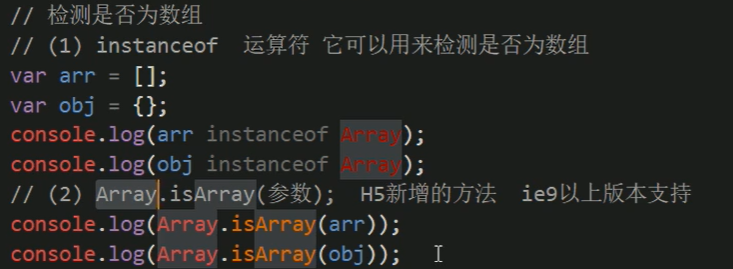 // 检测是否为数组
// (1) instanceof  运算符 它可以用来检测是否为数组
var arr = [];
var obj = {};
console.log(arr instanceof Array);
console.log(obj instanceof Array);
// (2) Array.isArray(参数);  H5新增的方法  ie9以上版本支持
console.log(Array.isArray(arr));
console.log(Array.isArray(obj));